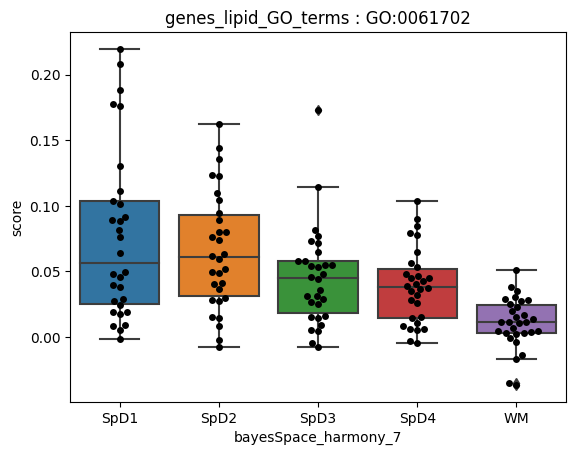 genes_lipid_GO_terms : GO:0061702
score
0.20
0.15
0.10
0.05
0.00
SpD1 SpD2 SpD3 SpD4 WM
bayesSpace_harmony_7